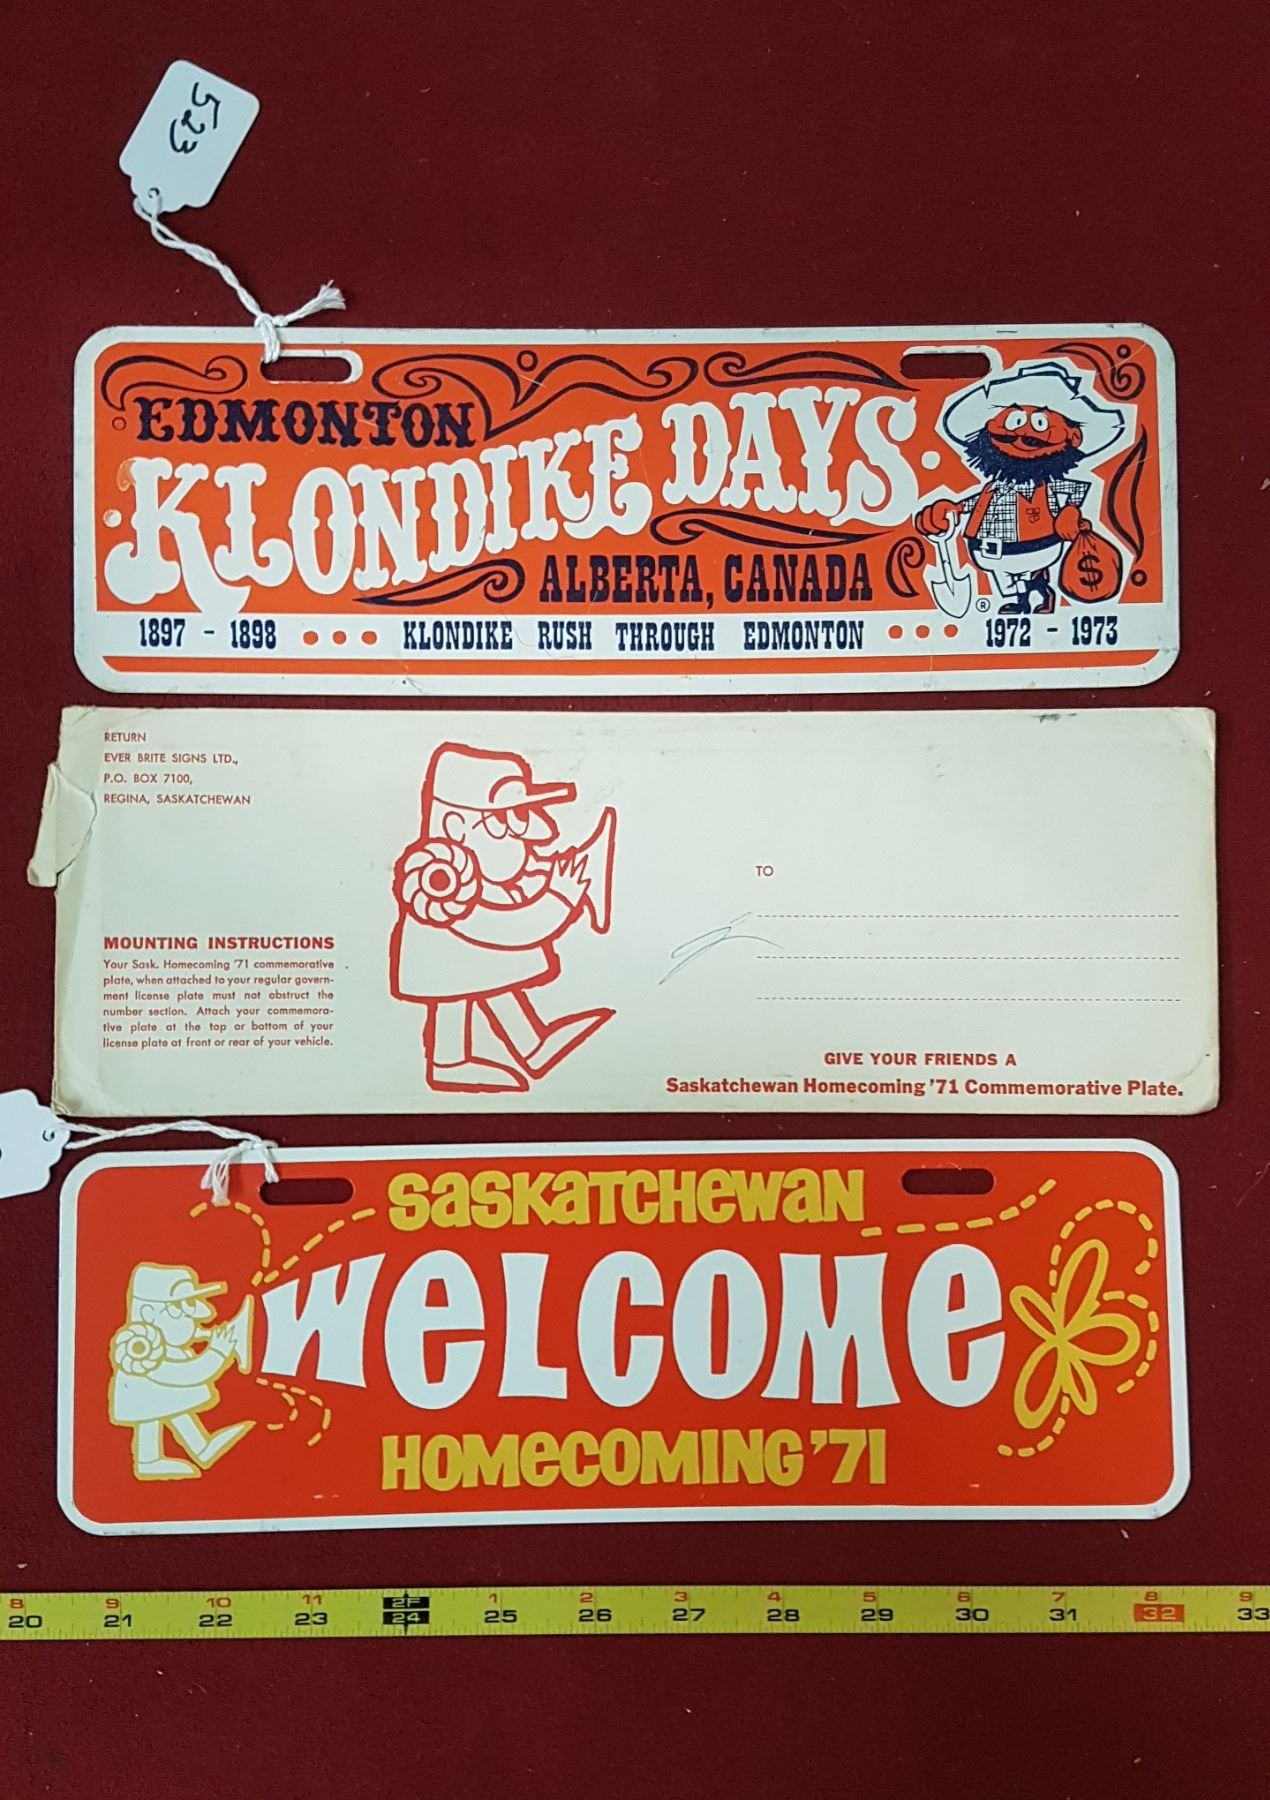 523
EDMONTON
KLONDIKE DAYS
ALBERTA, CANADA
$
®
1897 - 1898 • • • KLONDIKE RUSH THROUGH EDMONTON • • • 1972 - 1973
RETURN
EVER BRITE SIGNS LTD.,
P.O. BOX 7100,
REGINA, SASKATCHEWAN
TO
MOUNTING INSTRUCTIONS
Your Sask. Homecoming '71 commemorative
plate, when attached to your regular govern-
ment license plate must not obstruct the
number section. Attach your commemora-
tive plate at the top or bottom of your
license plate at front or rear of your vehicle.
GIVE YOUR FRIENDS A
Saskatchewan Homecoming '71 Commemorative Plate.
SASKATCHeWAN
WeLCOMe
HOMeCOMING '71
8 9 10 11 2F 1 2 3 4 5 6 7 8 9
20 21 22 23 24 25 26 27 28 29 30 31 32 33